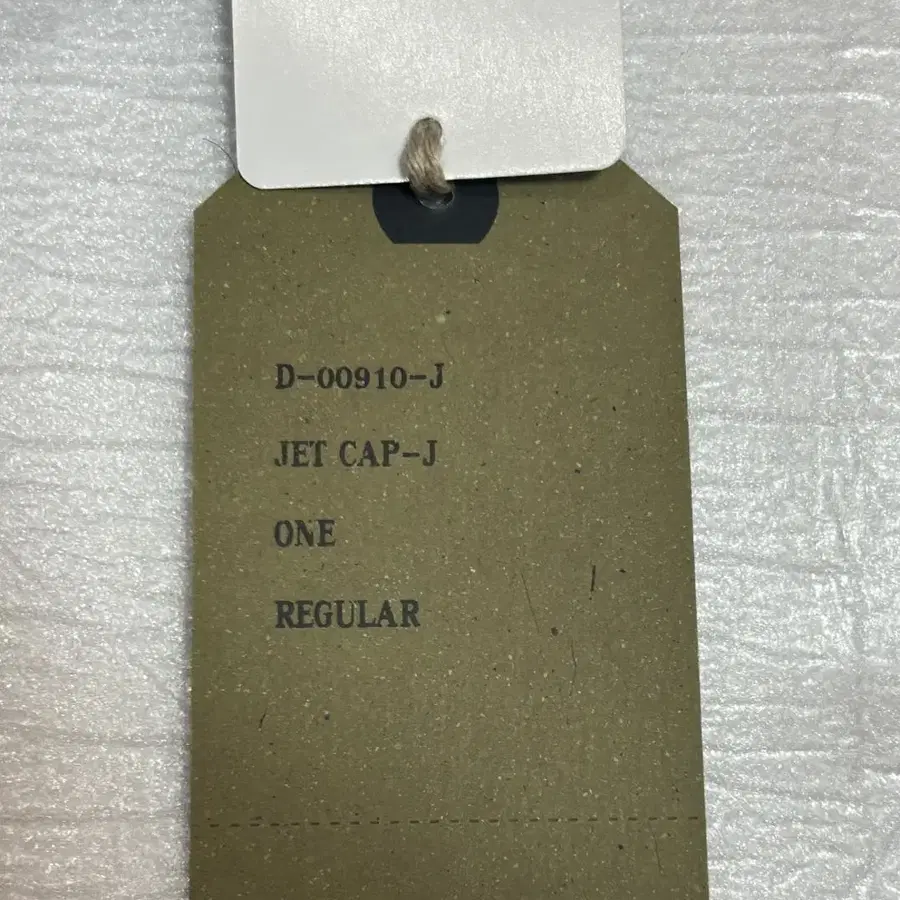 D-00910-J
JET CAP-J
ONE
REGULAR